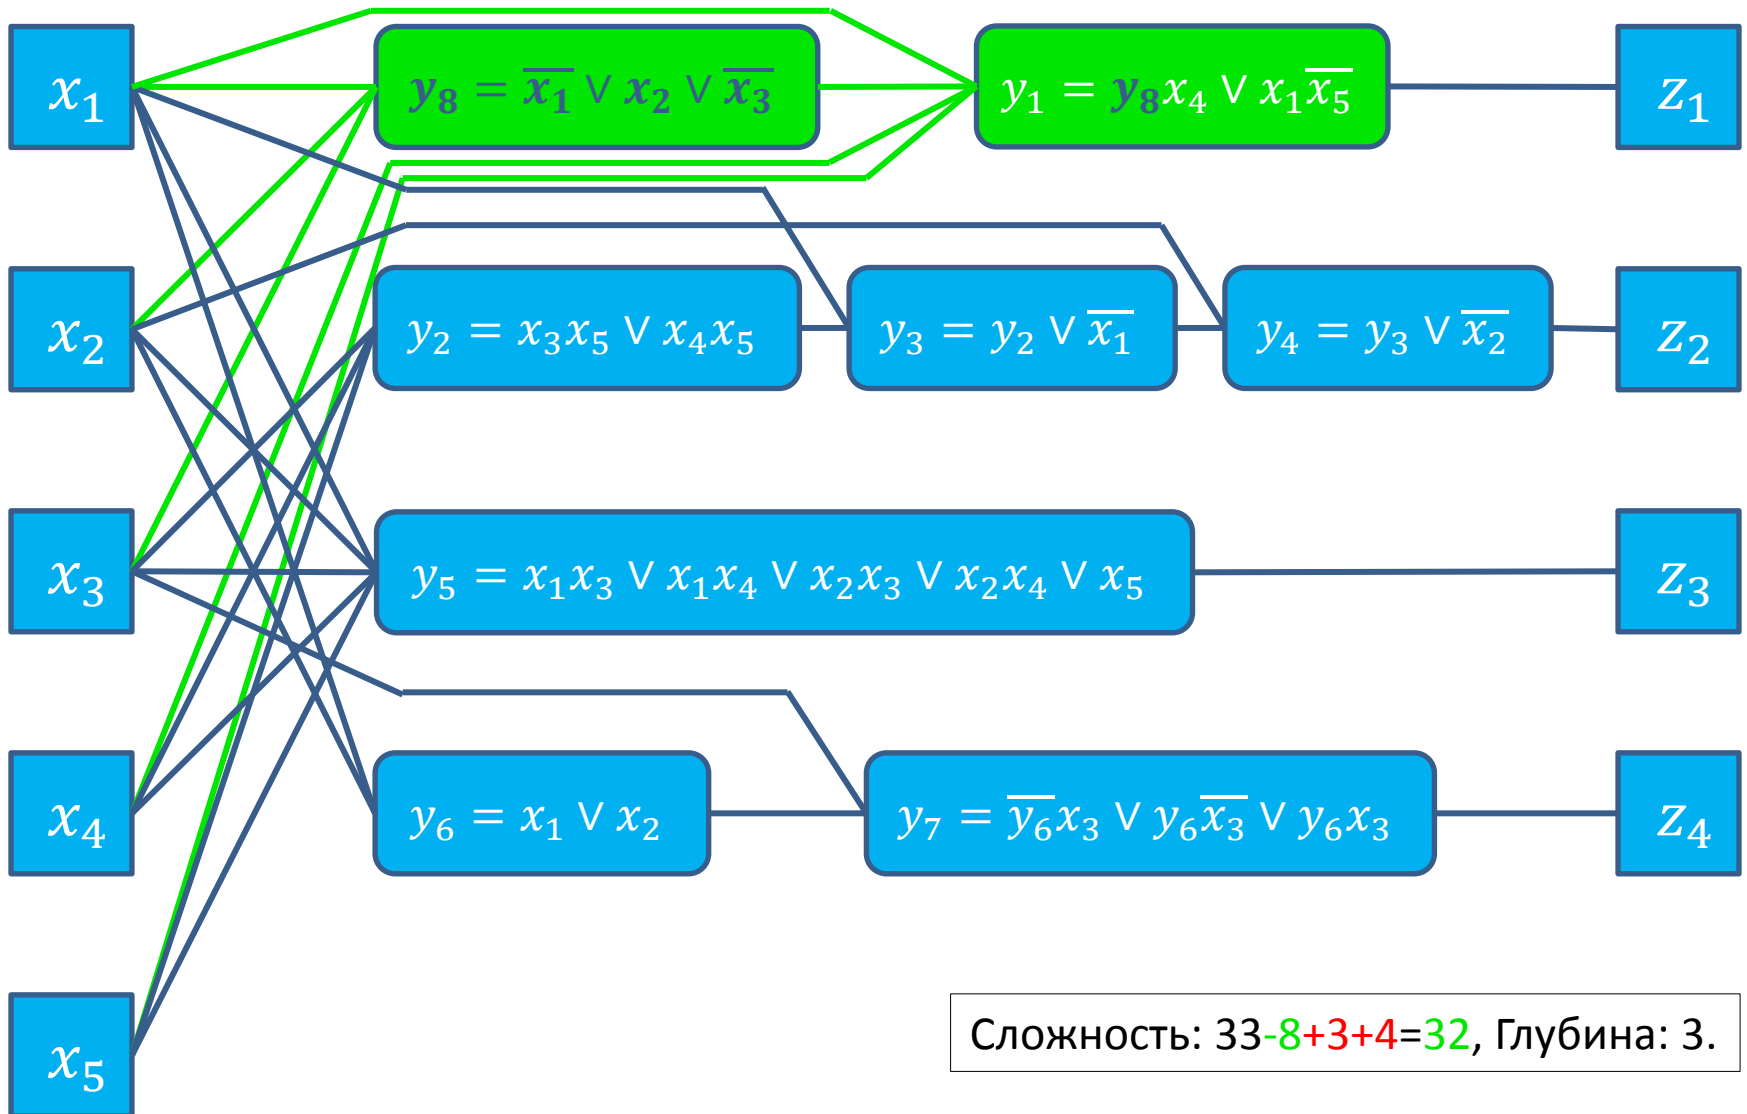 x₁ y₈ = x̅₁̅ ∨ x₂ ∨ x̅₃̅ y₁ = y₈x₄ ∨ x₁x̅₅̅ z₁
x₂ y₂ = x₃x₅ ∨ x₄x₅ y₃ = y₂ ∨ x̅₁̅ y₄ = y₃ ∨ x̅₂̅ z₂
x₃ y₅ = x₁x₃ ∨ x₁x₄ ∨ x₂x₃ ∨ x₂x₄ ∨ x₅ z₃
x₄ y₆ = x₁ ∨ x₂ y₇ = y̅₆̅x₃ ∨ y₆x̅₃̅ ∨ y₆x₃ z₄
x₅
Сложность: 33-8+3+4=32, Глубина: 3.